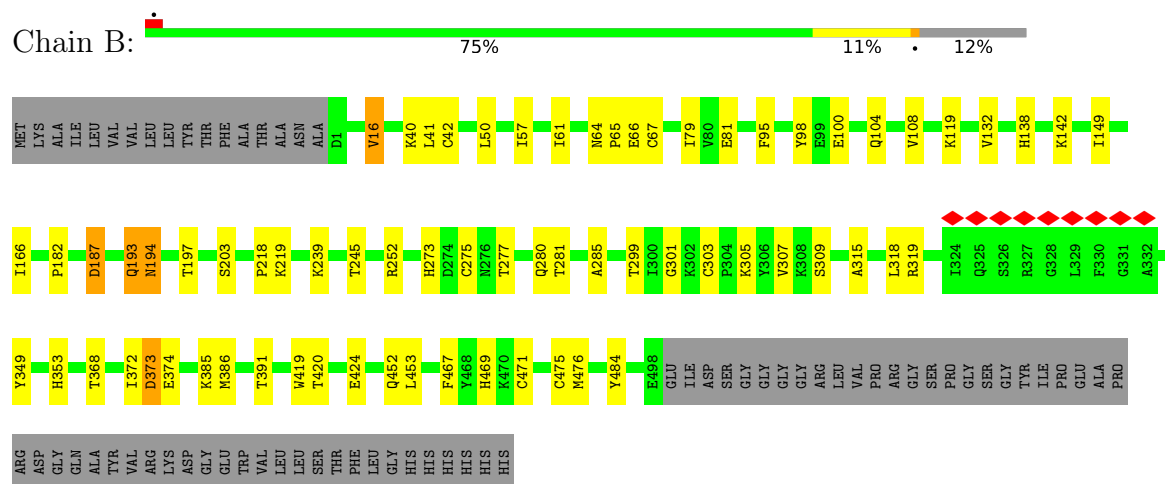 Chain B:
75% 11% • 12%
MET LYS ALA ILE LEU VAL VAL LEU LEU TYR THR PHE ALA THR ALA ASN ALA D1 V16 K40 L41 C42 L50 I57 I61 N64 P65 E66 C67 I79 V80 E81 F95 Y98 E99 E100 Q104 V108 K119 V132 H138 K142 I149
I166 P182 D187 Q193 N194 T197 S203 P218 K219 K239 T245 R252 H273 D274 C275 N276 T277 Q280 T281 A285 T299 I300 G301 K302 C303 P304 K305 Y306 V307 K308 S309 A315 L318 R319 I324 Q325 S326 R327 G328 L329 F330 G331 A332
Y349 H353 T368 I372 D373 E374 K385 M386 T391 W419 T420 E424 Q452 L453 F467 Y468 H469 K470 C471 C475 M476 Y484 E498 GLU ILE ASP SER GLY GLY GLY GLY ARG LEU VAL PRO ARG GLY SER PRO GLY SER GLY TYR ILE PRO GLU ALA PRO
ARG ASP GLY GLN ALA TYR VAL ARG LYS ASP GLY GLU TRP VAL LEU LEU SER THR PHE LEU GLY HIS HIS HIS HIS HIS HIS